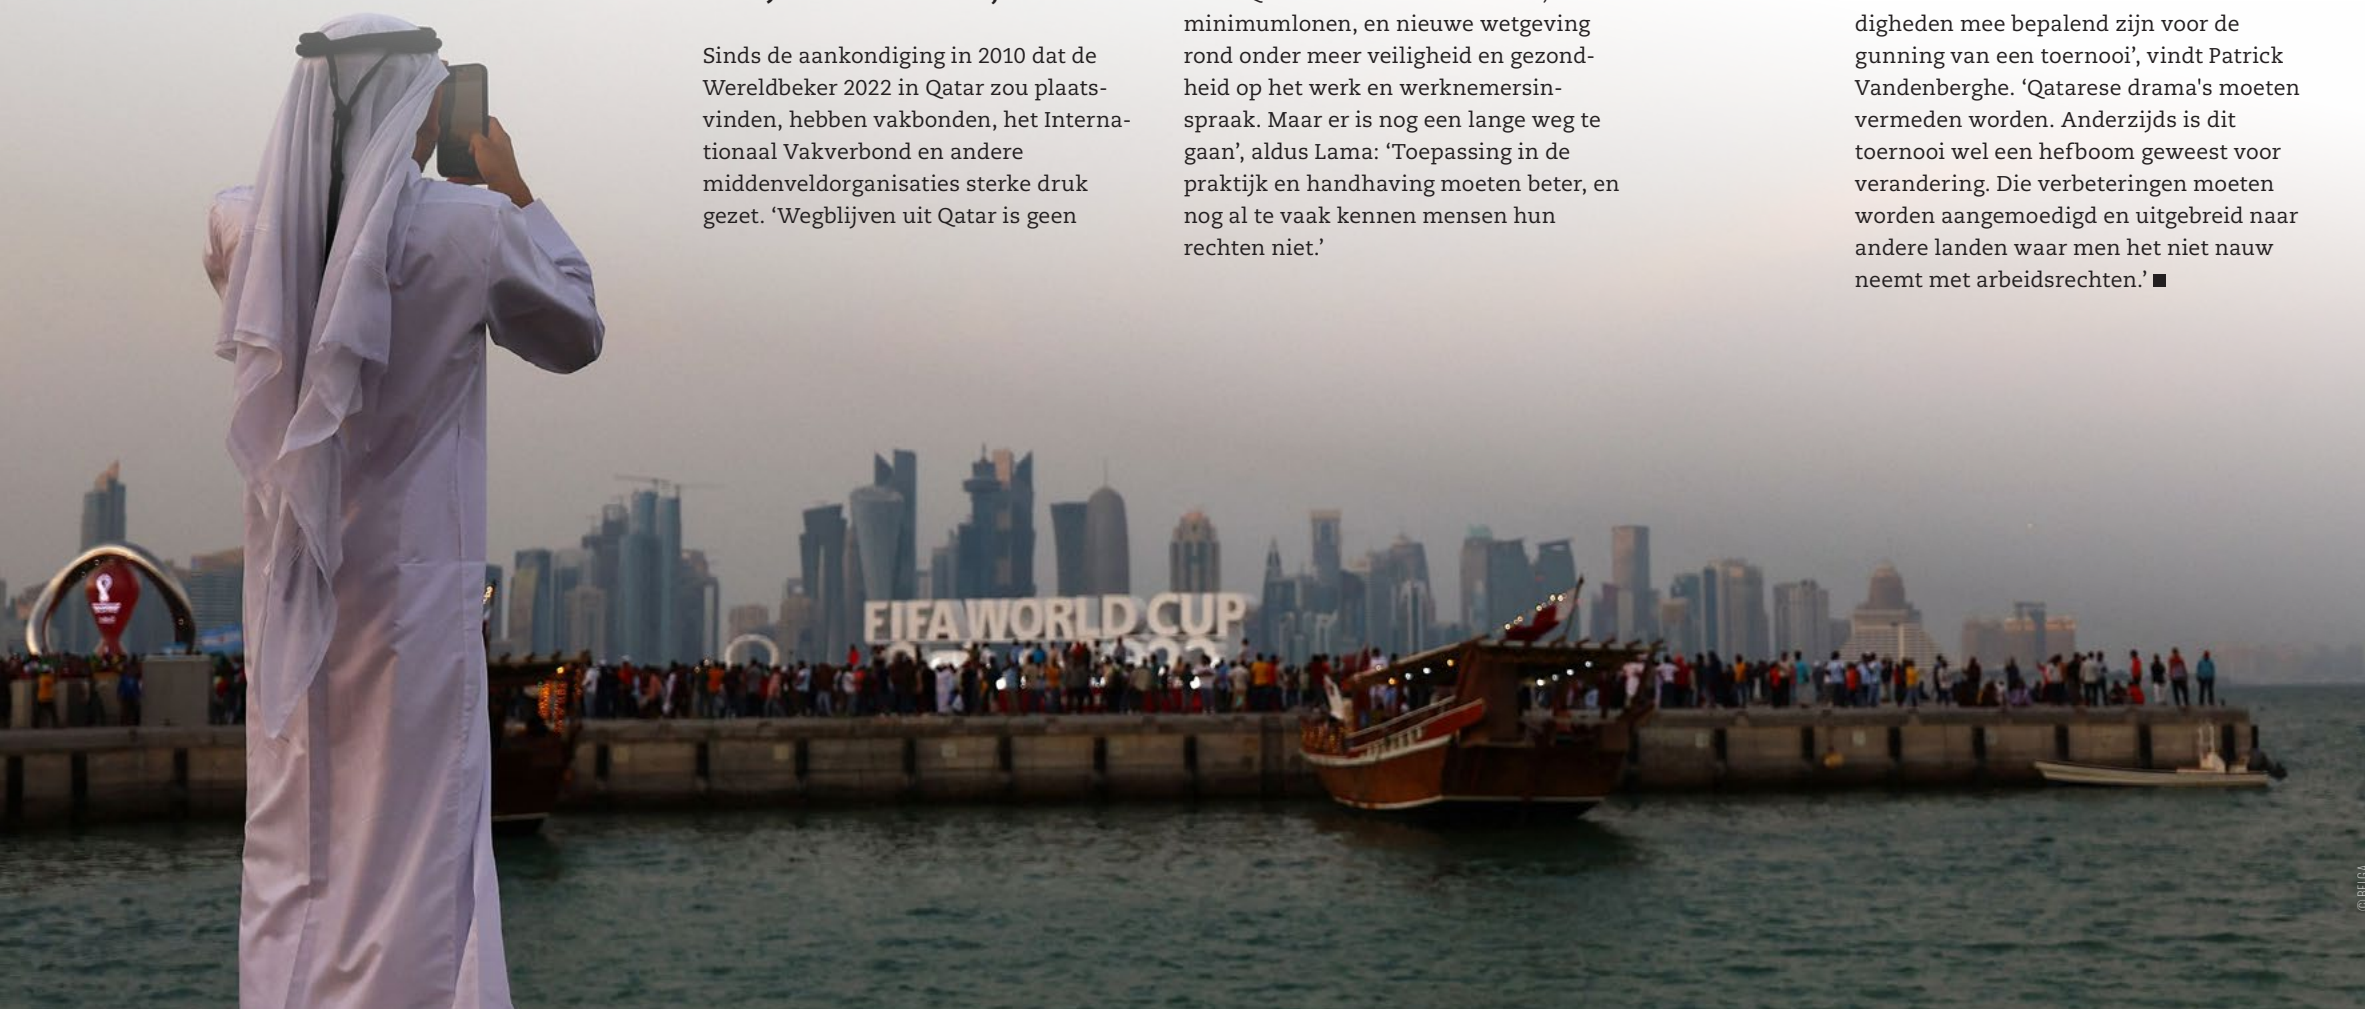 Sinds de aankondiging in 2010 dat de
Wereldbeker 2022 in Qatar zou plaats-
vinden, hebben vakbonden, het Interna-
tionaal Vakverbond en andere
middenveldorganisaties sterke druk
gezet. ‘Wegblijven uit Qatar is geen
minimumlonen, en nieuwe wetgeving
rond onder meer veiligheid en gezond-
heid op het werk en werknemersin-
spraak. Maar er is nog een lange weg te
gaan’, aldus Lama: ‘Toepassing in de
praktijk en handhaving moeten beter, en
nog al te vaak kennen mensen hun
rechten niet.’
digheden mee bepalend zijn voor de
gunning van een toernooi’, vindt Patrick
Vandenberghe. ‘Qatarese drama's moeten
vermeden worden. Anderzijds is dit
toernooi wel een hefboom geweest voor
verandering. Die verbeteringen moeten
worden aangemoedigd en uitgebreid naar
andere landen waar men het niet nauw
neemt met arbeidsrechten.’ ■
FIFA WORLD CUP
© BELGA